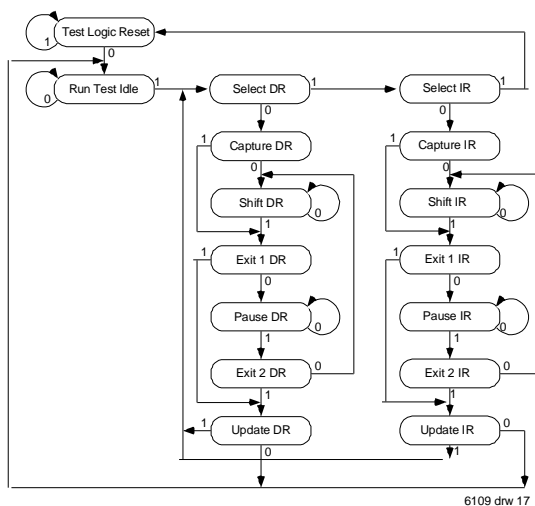 Test Logic Reset
1
0
Run Test Idle
0
1
Select DR
1
Select IR
1
0
0
Capture DR
Capture IR
1
0
1
0
Shift DR
0
Shift IR
0
1
1
Exit 1 DR
1
Exit 1 IR
1
0
0
Pause DR
0
Pause IR
0
1
1
Exit 2 DR
0
Exit 2 IR
0
1
1
Update DR
1
Update IR
0
0
1
6109 drw 17